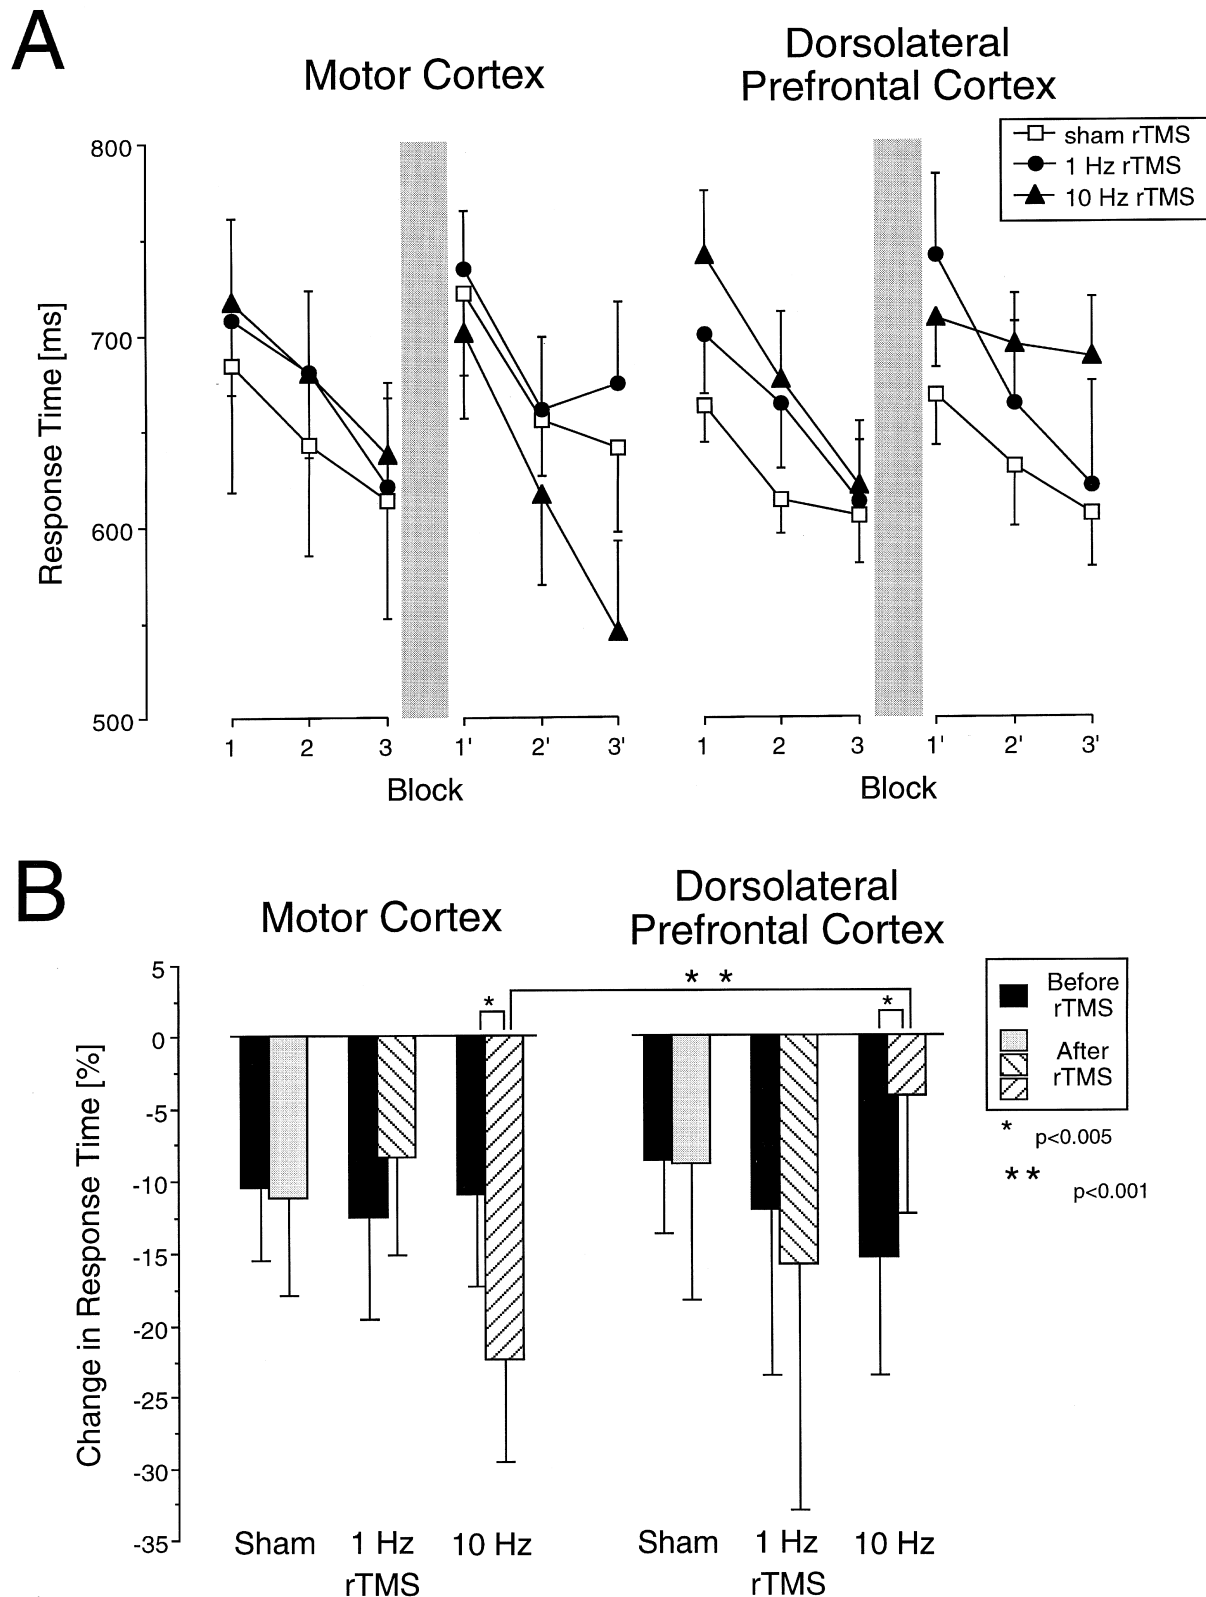 A
Motor Cortex
Dorsolateral
Prefrontal Cortex
sham rTMS
1 Hz rTMS
10 Hz rTMS
Response Time [ms]
800
700
600
500
1 2 3 1' 2' 3' 1 2 3 1' 2' 3'
Block Block
B
Motor Cortex
Dorsolateral
Prefrontal Cortex
Change in Response Time [%]
5
0
-5
-10
-15
-20
-25
-30
-35
* * * *
Before
rTMS
After
rTMS
* p<0.005
** p<0.001
Sham 1 Hz 10 Hz Sham 1 Hz 10 Hz
rTMS rTMS